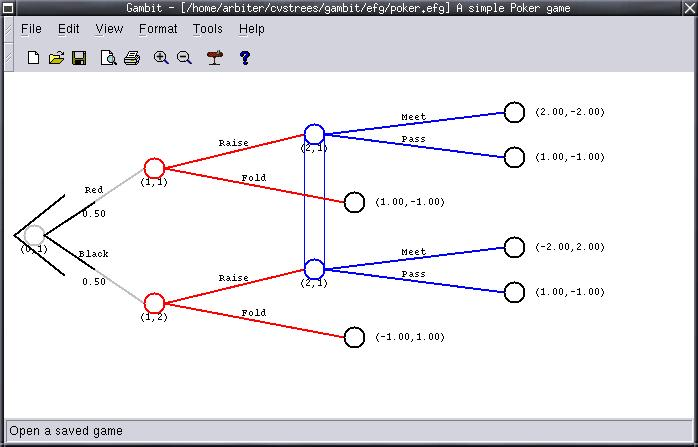 Gambit - [/home/arbiter/cvstrees/gambit/efg/poker.efg] A simple Poker game
File Edit View Format Tools Help
Meet (2.00,-2.00)
Raise (2,1) Pass (1.00,-1.00)
Red (1,1) Fold (1.00,-1.00)
0.50
(0,1)
Black Meet (-2.00,2.00)
0.50 Raise (2,1) Pass (1.00,-1.00)
(1,2) Fold (-1.00,1.00)
Open a saved game